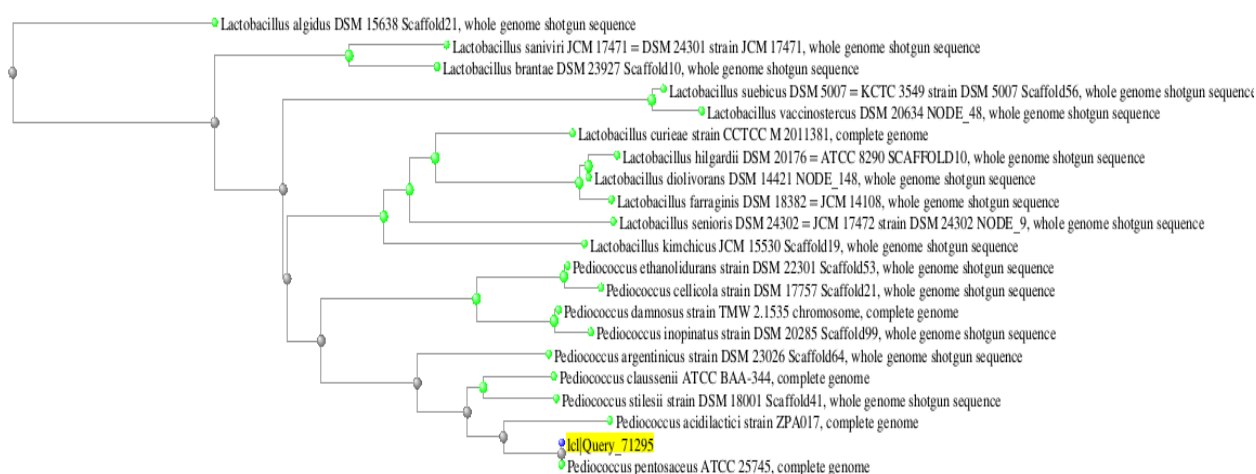 Lactobacillus algidus DSM 15638 Scaffold21, whole genome shotgun sequence
Lactobacillus saniviri JCM 17471 = DSM 24301 strain JCM 17471, whole genome shotgun sequence
Lactobacillus brantae DSM 23927 Scaffold10, whole genome shotgun sequence
Lactobacillus suebicus DSM 5007 = KCTC 3549 strain DSM 5007 Scaffold56, whole genome shotgun sequence
Lactobacillus vaccinostercus DSM 20634 NODE_48, whole genome shotgun sequence
Lactobacillus curieae strain CCTCC M 2011381, complete genome
Lactobacillus hilgardii DSM 20176 = ATCC 8290 SCAFFOLD10, whole genome shotgun sequence
Lactobacillus diolivorans DSM 14421 NODE_148, whole genome shotgun sequence
Lactobacillus farraginis DSM 18382 = JCM 14108, whole genome shotgun sequence
Lactobacillus senioris DSM 24302 = JCM 17472 strain DSM 24302 NODE_9, whole genome shotgun sequence
Lactobacillus kimchicus JCM 15530 Scaffold19, whole genome shotgun sequence
Pediococcus ethanolidurans strain DSM 22301 Scaffold53, whole genome shotgun sequence
Pediococcus cellicola strain DSM 17757 Scaffold21, whole genome shotgun sequence
Pediococcus damnosus strain TMW 2.1535 chromosome, complete genome
Pediococcus inopinatus strain DSM 20285 Scaffold99, whole genome shotgun sequence
Pediococcus argentinicus strain DSM 23026 Scaffold64, whole genome shotgun sequence
Pediococcus claussenii ATCC BAA-344, complete genome
Pediococcus stilesii strain DSM 18001 Scaffold41, whole genome shotgun sequence
Pediococcus acidilactici strain ZPA017, complete genome
lcl|Query_71295
Pediococcus pentosaceus ATCC 25745, complete genome